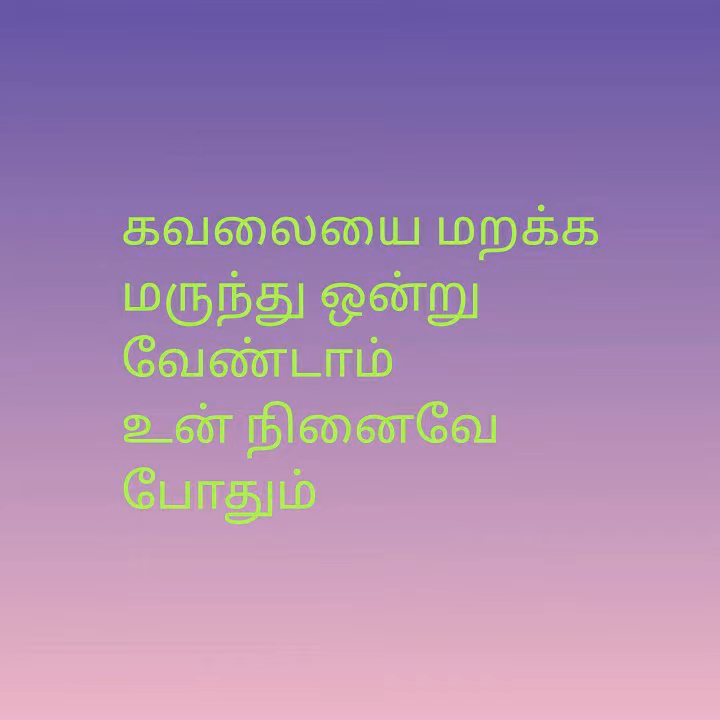 கவலையை மறக்க
மருந்து ஒன்று
வேண்டாம்
உன் நினைவே
போதும்